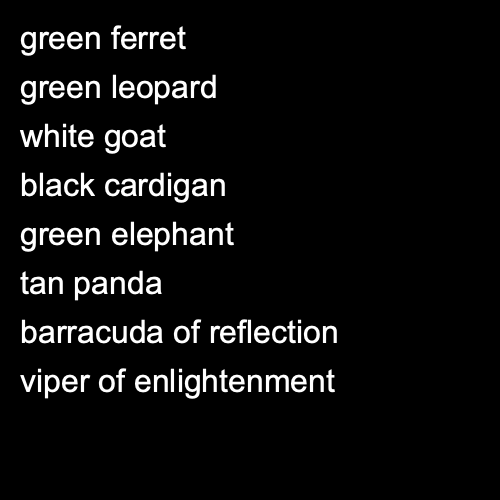 green ferret
green leopard
white goat
black cardigan
green elephant
tan panda
barracuda of reflection
viper of enlightenment